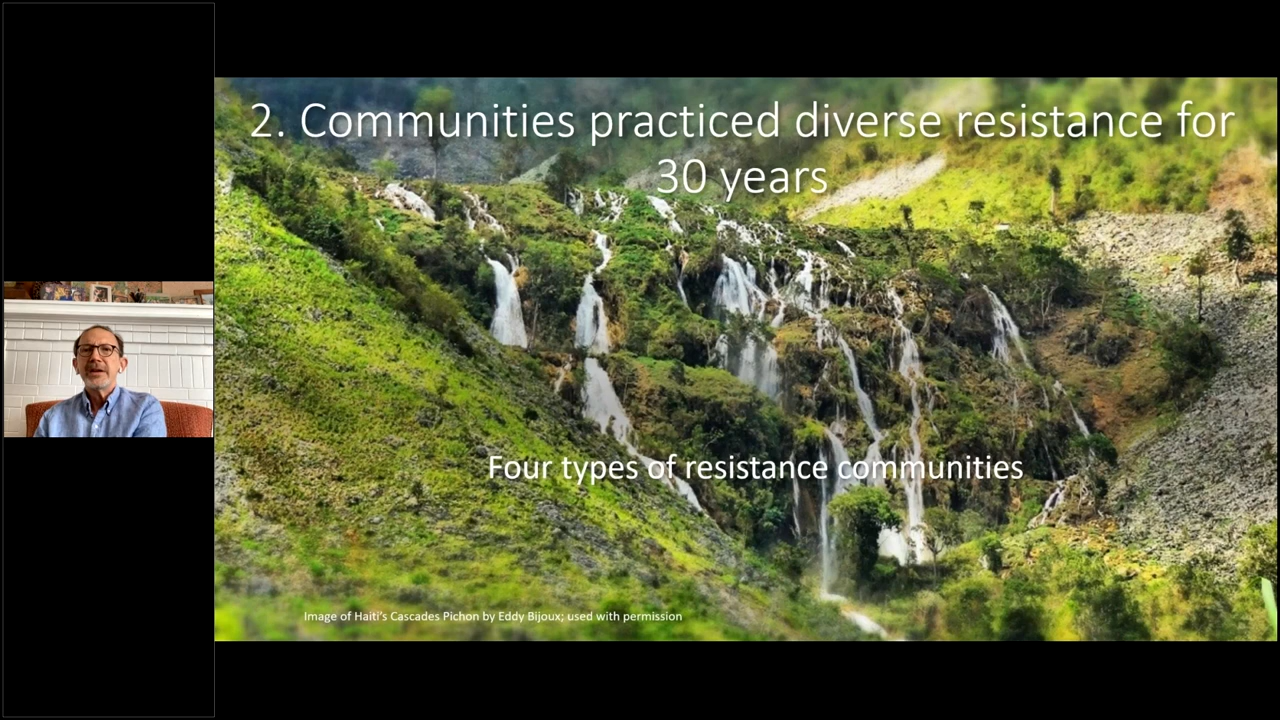 2. Communities practiced diverse resistance for
30 years
Four types of resistance communities
Image of Haiti's Cascades Pichon by Eddy Bijoux; used with permission